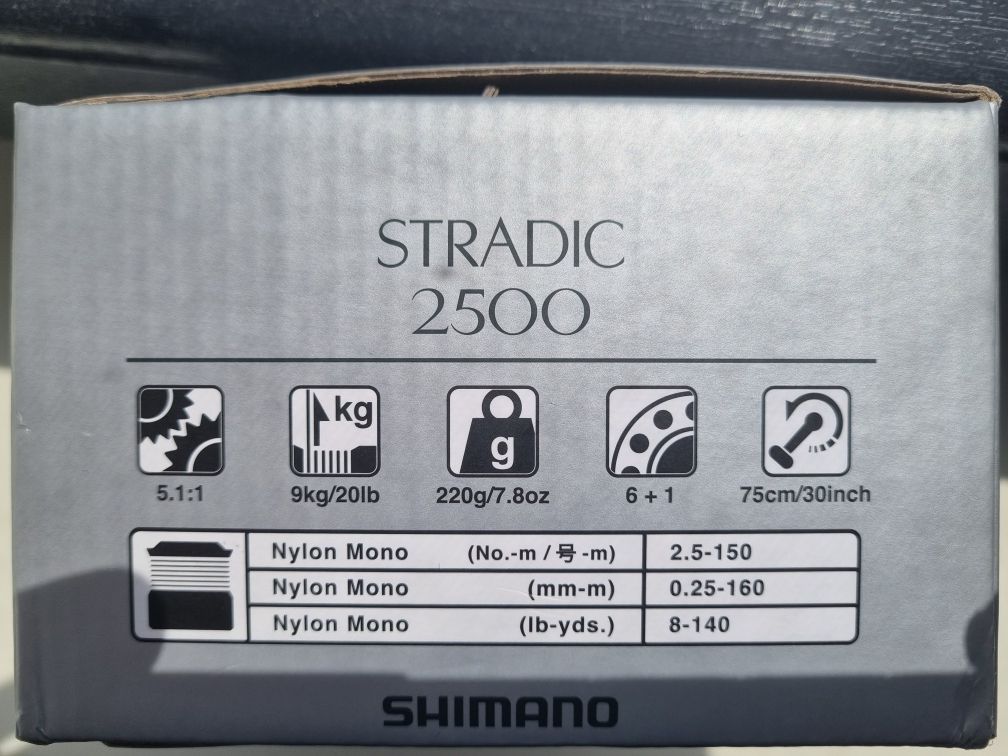 STRADIC
2500
kg
g
5.1:1 9kg/20lb 220g/7.8oz 6 + 1 75cm/30inch
Nylon Mono (No.-m / 号 -m) 2.5-150
Nylon Mono (mm-m) 0.25-160
Nylon Mono (lb-yds.) 8-140
SHIMANO